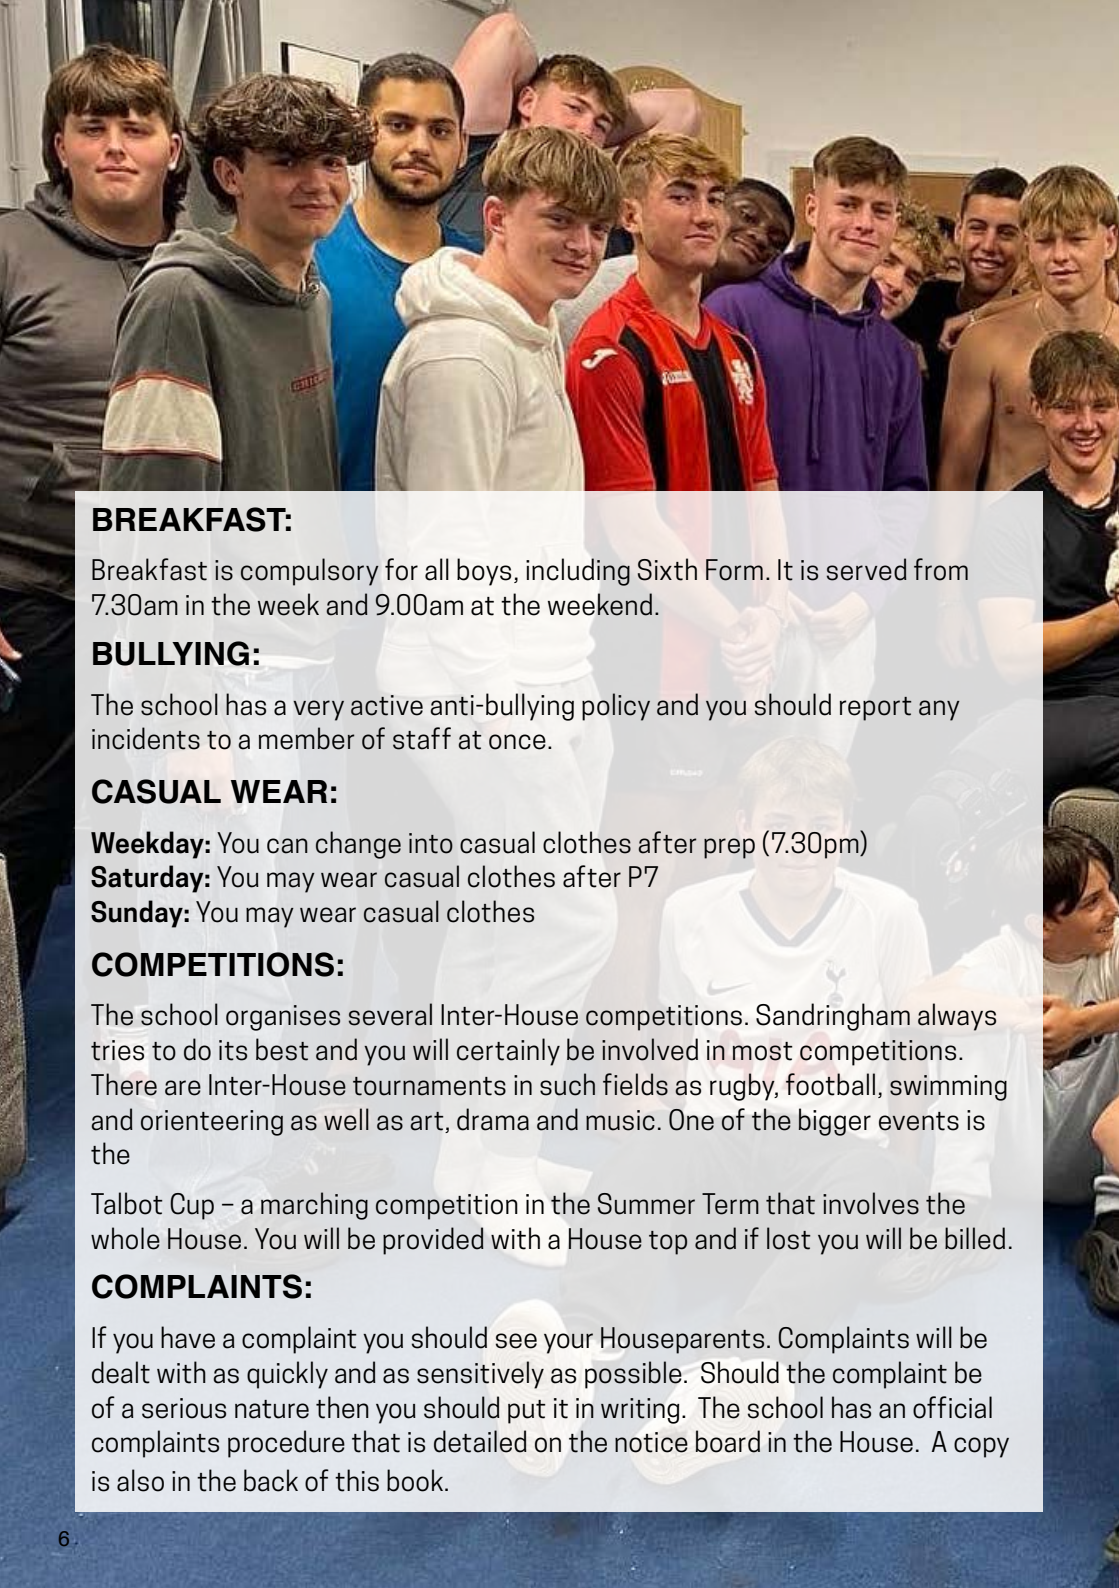 BREAKFAST:
Breakfast is compulsory for all boys, including Sixth Form. It is served from
7.30am in the week and 9.00am at the weekend.
BULLYING:
The school has a very active anti-bullying policy and you should report any
incidents to a member of staff at once.
CASUAL WEAR:
Weekday: You can change into casual clothes after prep (7.30pm)
Saturday: You may wear casual clothes after P7
Sunday: You may wear casual clothes
COMPETITIONS:
The school organises several Inter-House competitions. Sandringham always
tries to do its best and you will certainly be involved in most competitions.
There are Inter-House tournaments in such fields as rugby, football, swimming
and orienteering as well as art, drama and music. One of the bigger events is
the
Talbot Cup – a marching competition in the Summer Term that involves the
whole House. You will be provided with a House top and if lost you will be billed.
COMPLAINTS:
If you have a complaint you should see your Houseparents. Complaints will be
dealt with as quickly and as sensitively as possible.  Should the complaint be
of a serious nature then you should put it in writing.  The school has an official
complaints procedure that is detailed on the notice board in the House.  A copy
is also in the back of this book.
6